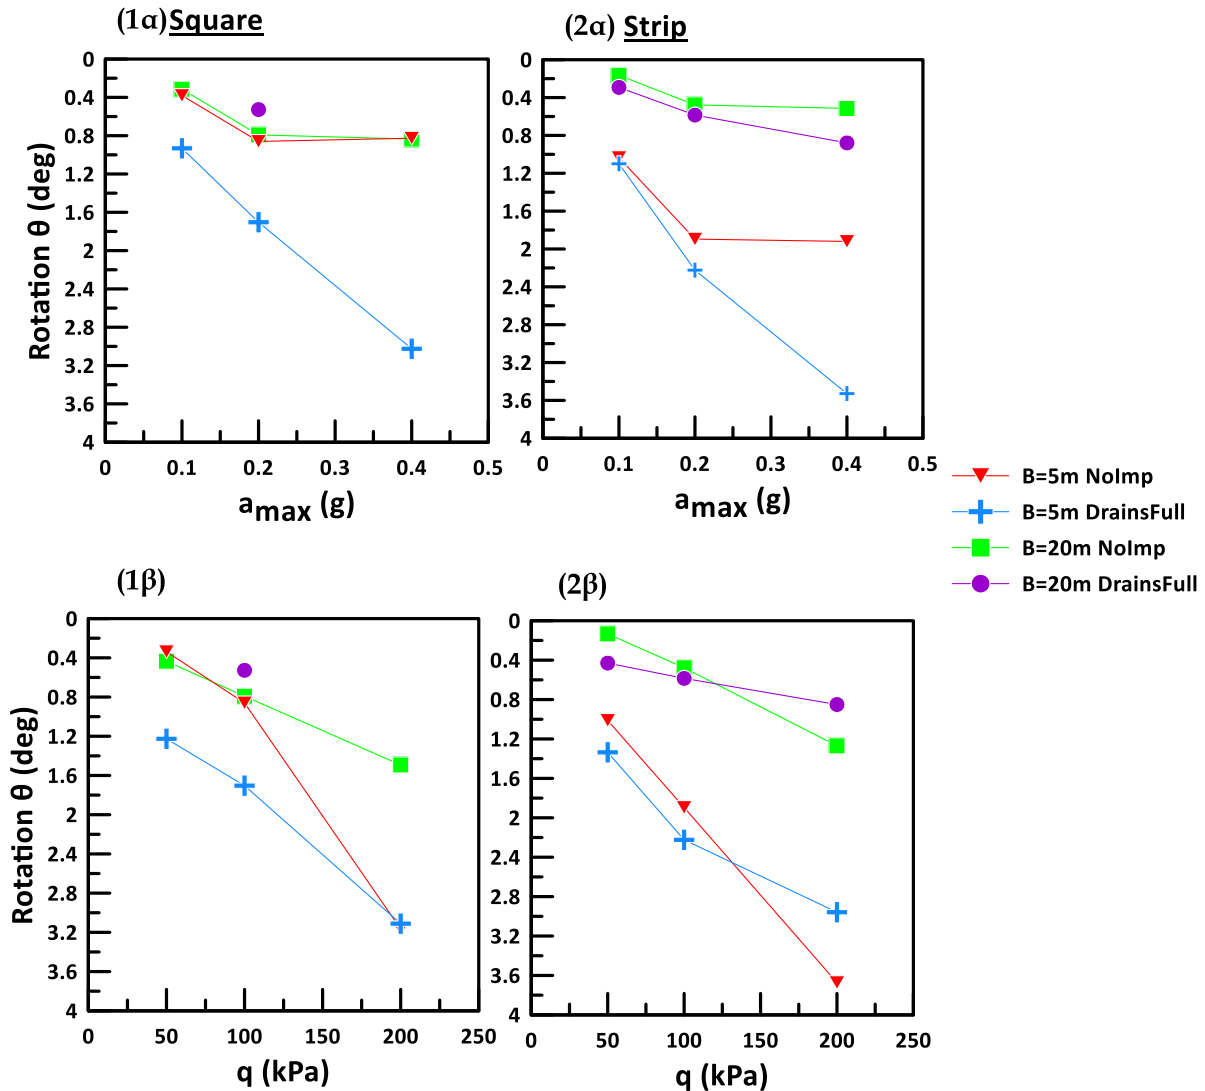 (1α) Square
(2α) Strip
0
0.4
0.8
1.2
1.6
2
2.4
2.8
3.2
3.6
4
Rotation θ (deg)
0 0.1 0.2 0.3 0.4 0.5
a max (g)
0
0.4
0.8
1.2
1.6
2
2.4
2.8
3.2
3.6
4
0 0.1 0.2 0.3 0.4 0.5
a max (g)
B=5m NoImp
B=5m DrainsFull
B=20m NoImp
B=20m DrainsFull
(1β)
(2β)
0
0.4
0.8
1.2
1.6
2
2.4
2.8
3.2
3.6
4
Rotation θ (deg)
0 50 100 150 200 250
q (kPa)
0
0.4
0.8
1.2
1.6
2
2.4
2.8
3.2
3.6
4
0 50 100 150 200 250
q (kPa)